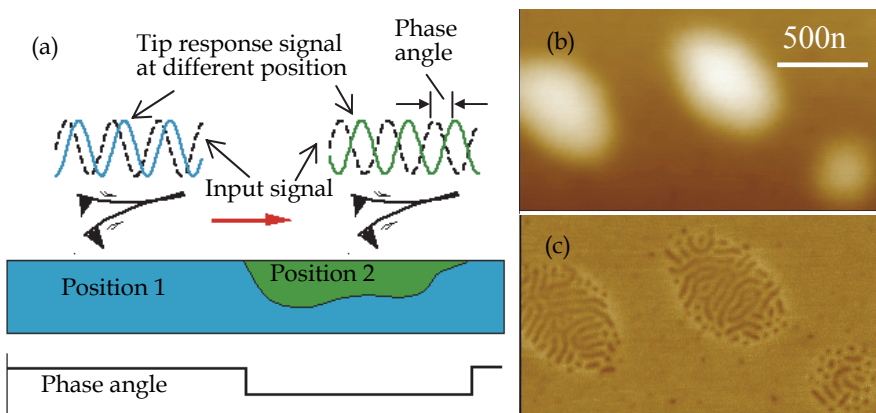 (a)
Tip response signal
at different position
Phase
angle
Input signal
Position 1
Position 2
Phase angle
(b)
500n
(c)